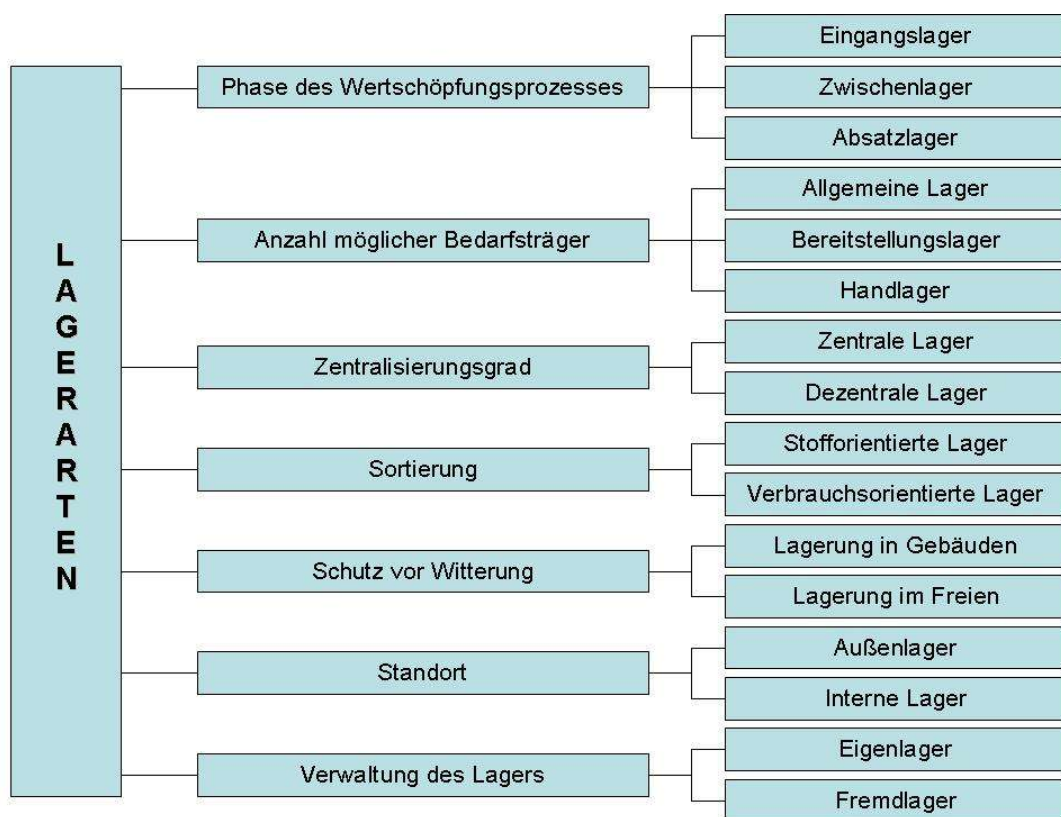 LAGERARTEN
Phase des Wertschöpfungsprozesses
Eingangslager
Zwischenlager
Absatzlager
Anzahl möglicher Bedarfsträger
Allgemeine Lager
Bereitstellungslager
Handlager
Zentralisierungsgrad
Zentrale Lager
Dezentrale Lager
Sortierung
Stofforientierte Lager
Verbrauchsorientierte Lager
Schutz vor Witterung
Lagerung in Gebäuden
Lagerung im Freien
Standort
Außenlager
Interne Lager
Verwaltung des Lagers
Eigenlager
Fremdlager